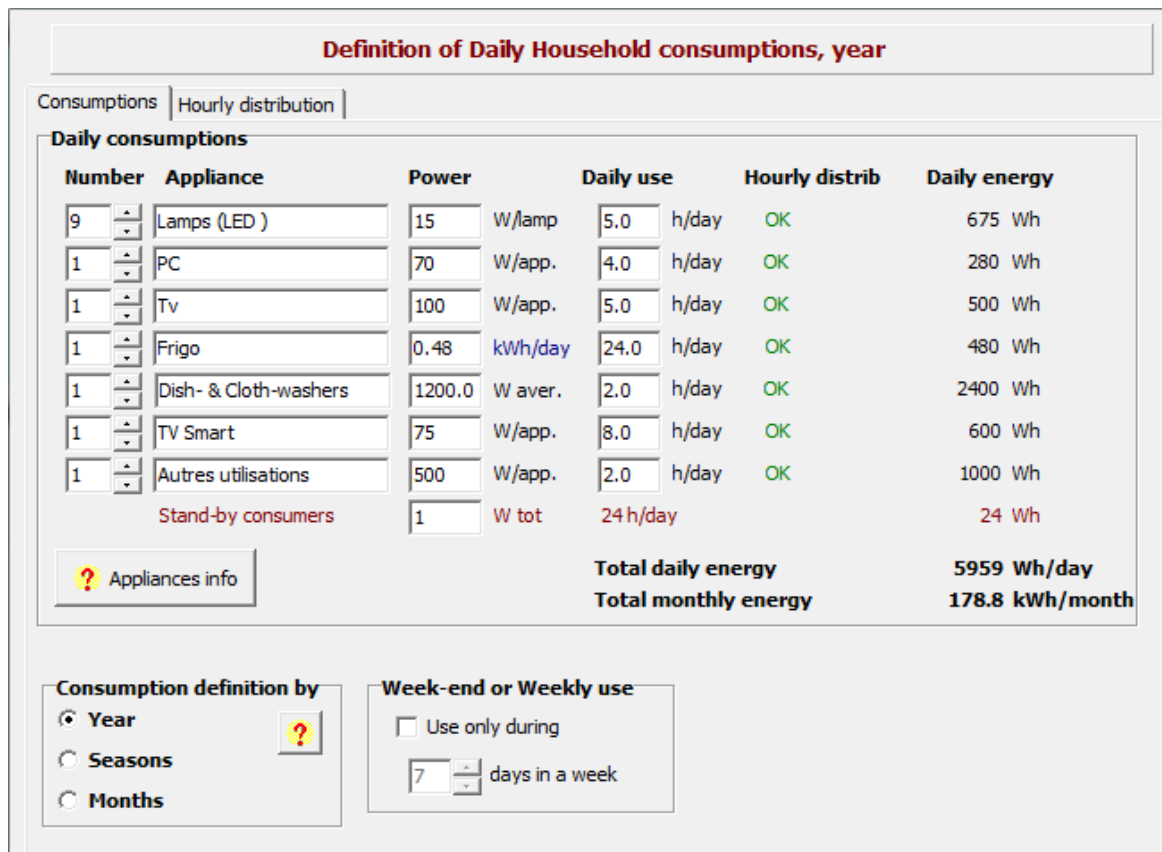 Definition of Daily Household consumptions, year
Consumptions Hourly distribution
Daily consumptions
Number Appliance Power Daily use Hourly distrib Daily energy
9 Lamps (LED ) 15 W/lamp 5.0 h/day OK 675 Wh
1 PC 70 W/app. 4.0 h/day OK 280 Wh
1 Tv 100 W/app. 5.0 h/day OK 500 Wh
1 Frigo 0.48 kWh/day 24.0 h/day OK 480 Wh
1 Dish- & Cloth-washers 1200.0 W aver. 2.0 h/day OK 2400 Wh
1 TV Smart 75 W/app. 8.0 h/day OK 600 Wh
1 Autres utilisations 500 W/app. 2.0 h/day OK 1000 Wh
Stand-by consumers 1 W tot 24 h/day 24 Wh
? Appliances info Total daily energy 5959 Wh/day
Total monthly energy 178.8 kWh/month
Consumption definition by Week-end or Weekly use
Year ? Use only during
Seasons 7 days in a week
Months